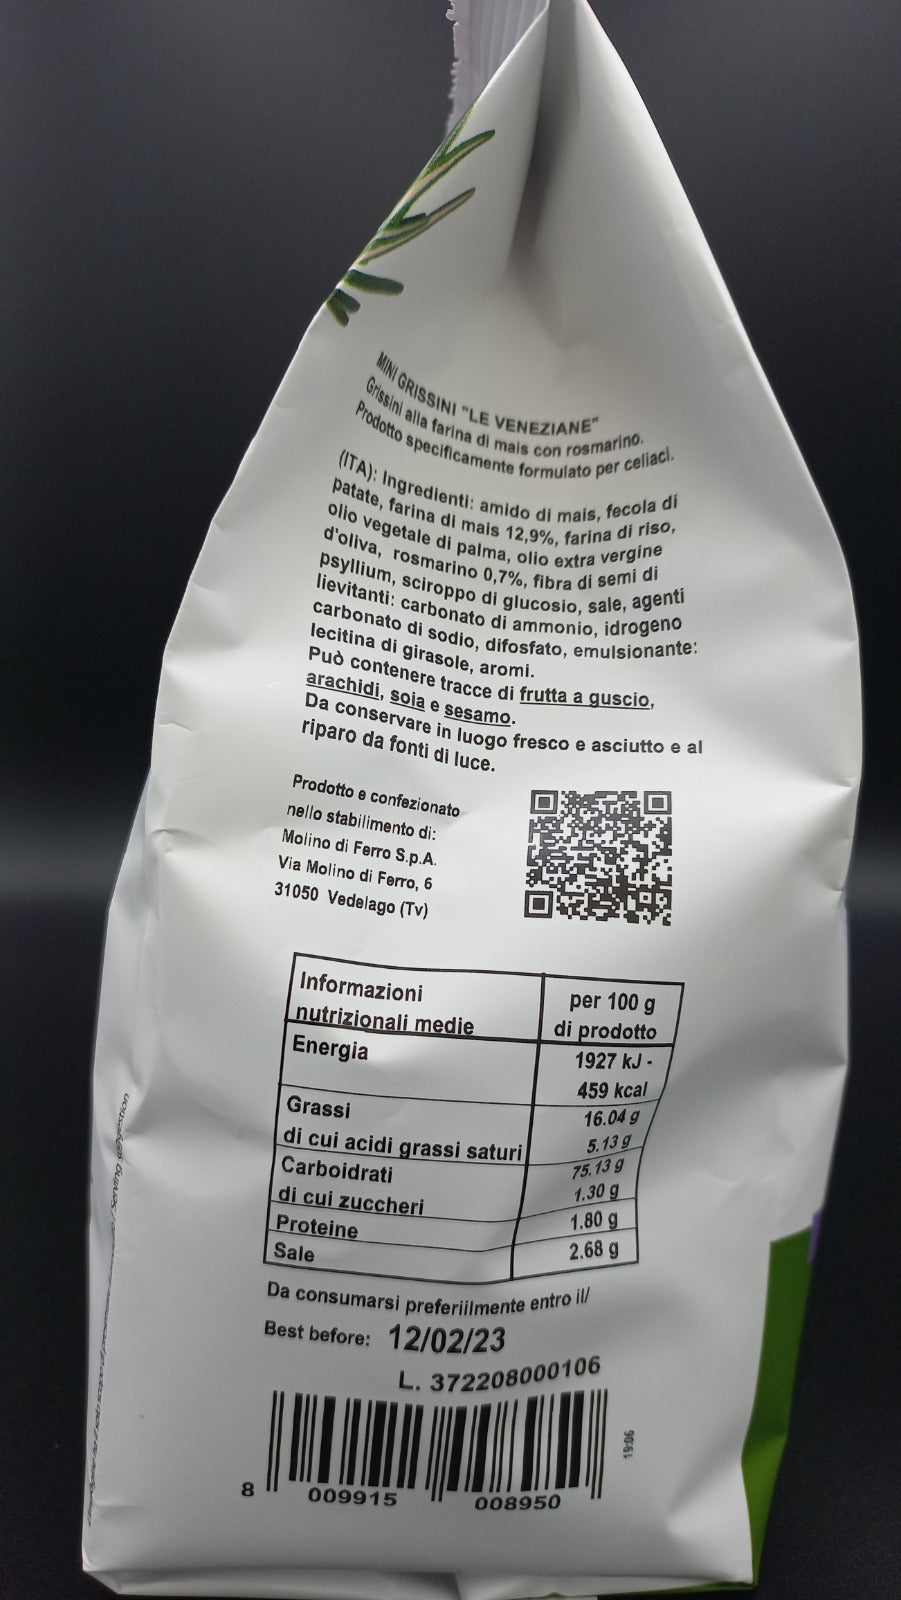 MINI GRISSINI "LE VENEZIANE"
Grissini alla farina di mais con rosmarino.
Prodotto specificamente formulato per celiaci.
(ITA): Ingredienti: amido di mais, fecola di
patate, farina di mais 12,9%, farina di riso,
olio vegetale di palma, olio extra vergine
d'oliva, rosmarino 0,7%, fibra di semi di
psyllium, sciroppo di glucosio, sale, agenti
lievitanti: carbonato di ammonio, idrogeno
carbonato di sodio, difosfato, emulsionante:
lecitina di girasole, aromi.
Può contenere tracce di frutta a guscio,
arachidi, soia e sesamo.
Da conservare in luogo fresco e asciutto e al
riparo da fonti di luce.
Prodotto e confezionato
nello stabilimento di:
Molino di Ferro S.p.A.
Via Molino di Ferro, 6
31050 Vedelago (Tv)
Informazioni nutrizionali medie per 100 g di prodotto
Energia 1927 kJ - 459 kcal
Grassi 16.04 g
di cui acidi grassi saturi 5.13 g
Carboidrati 75.13 g
di cui zuccheri 1.30 g
Proteine 1.80 g
Sale 2.68 g
Da consumarsi preferiilmente entro il/
Best before: 12/02/23
L. 372208000106
19:06
8 009915 008950
/ Serving suggestion